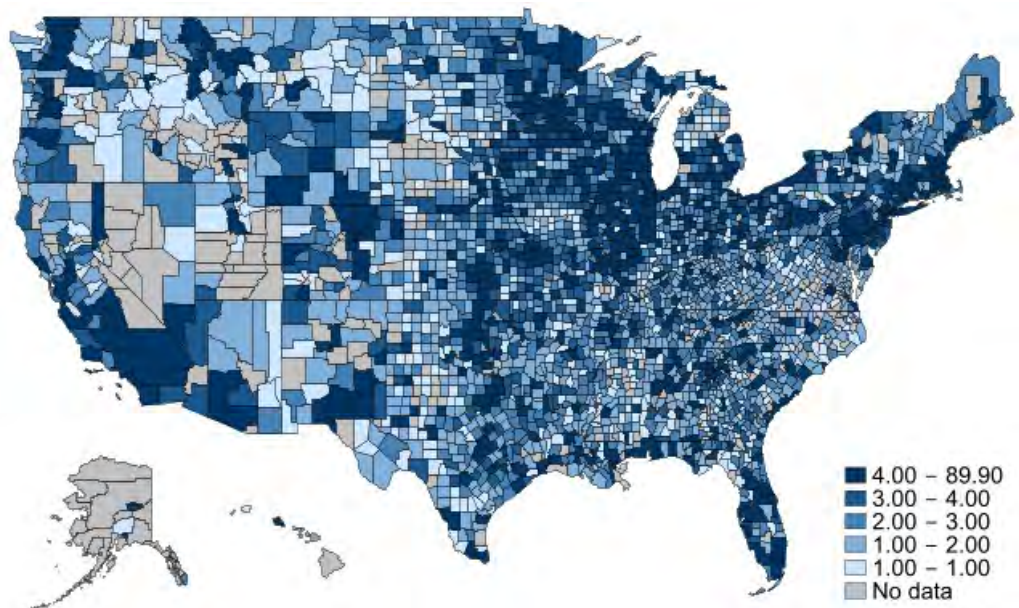 4.00 – 89.90
3.00 – 4.00
2.00 – 3.00
1.00 – 2.00
1.00 – 1.00
No data